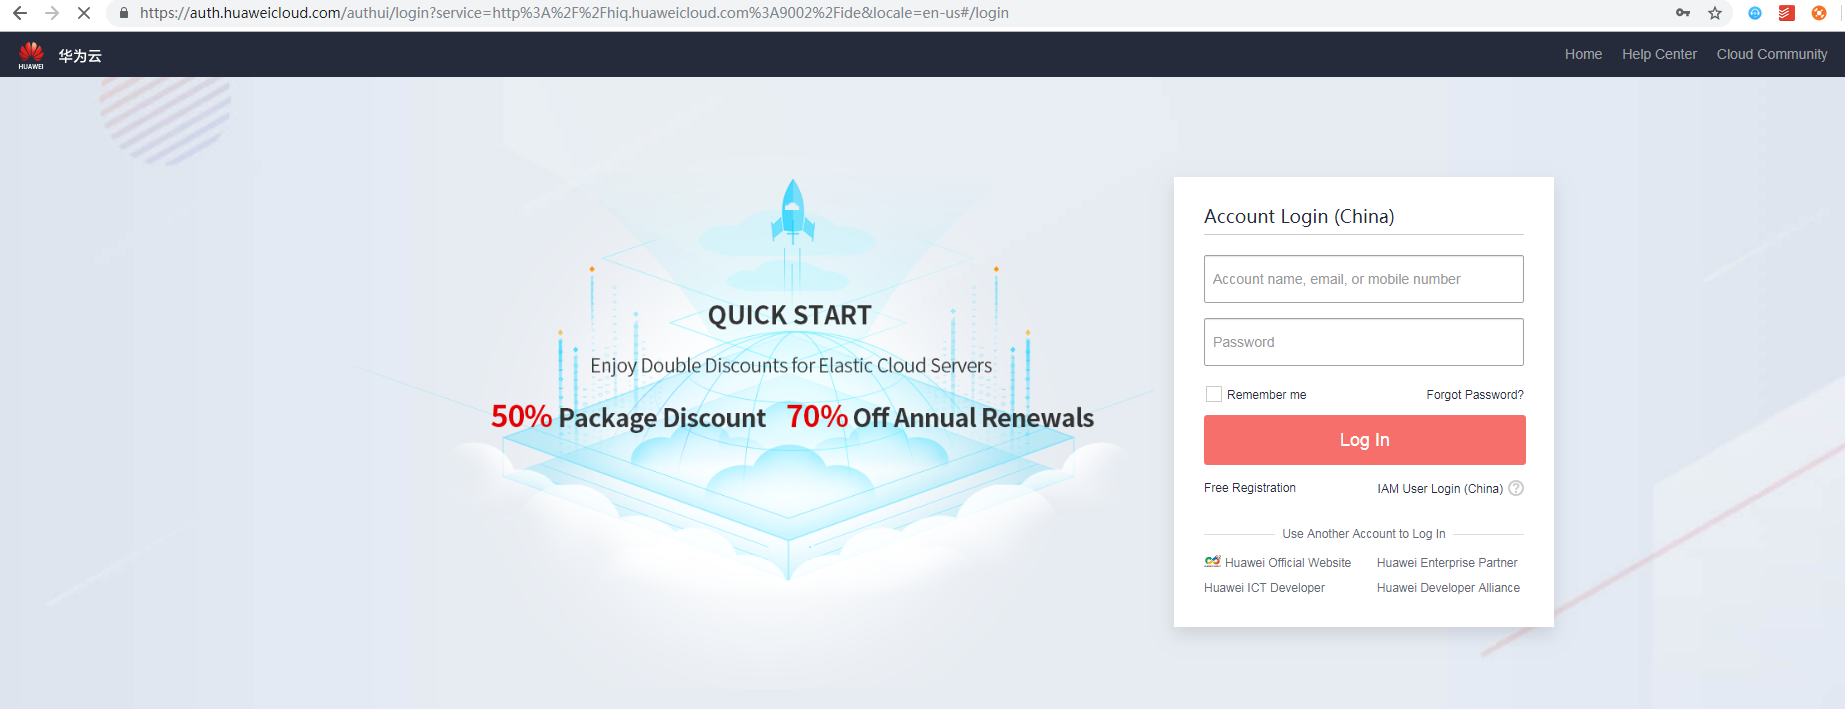 https://auth.huaweicloud.com/authui/login?service=http%3A%2F%2Fhiq.huaweicloud.com%3A9002%2Fide&locale=en-us#/login
HUAWEI 华为云 Home Help Center Cloud Community
QUICK START
Enjoy Double Discounts for Elastic Cloud Servers
50% Package Discount 70% Off Annual Renewals
Account Login (China)
Account name, email, or mobile number
Password
Remember me Forgot Password?
Log In
Free Registration IAM User Login (China) ?
Use Another Account to Log In
Huawei Official Website Huawei Enterprise Partner
Huawei ICT Developer Huawei Developer Alliance